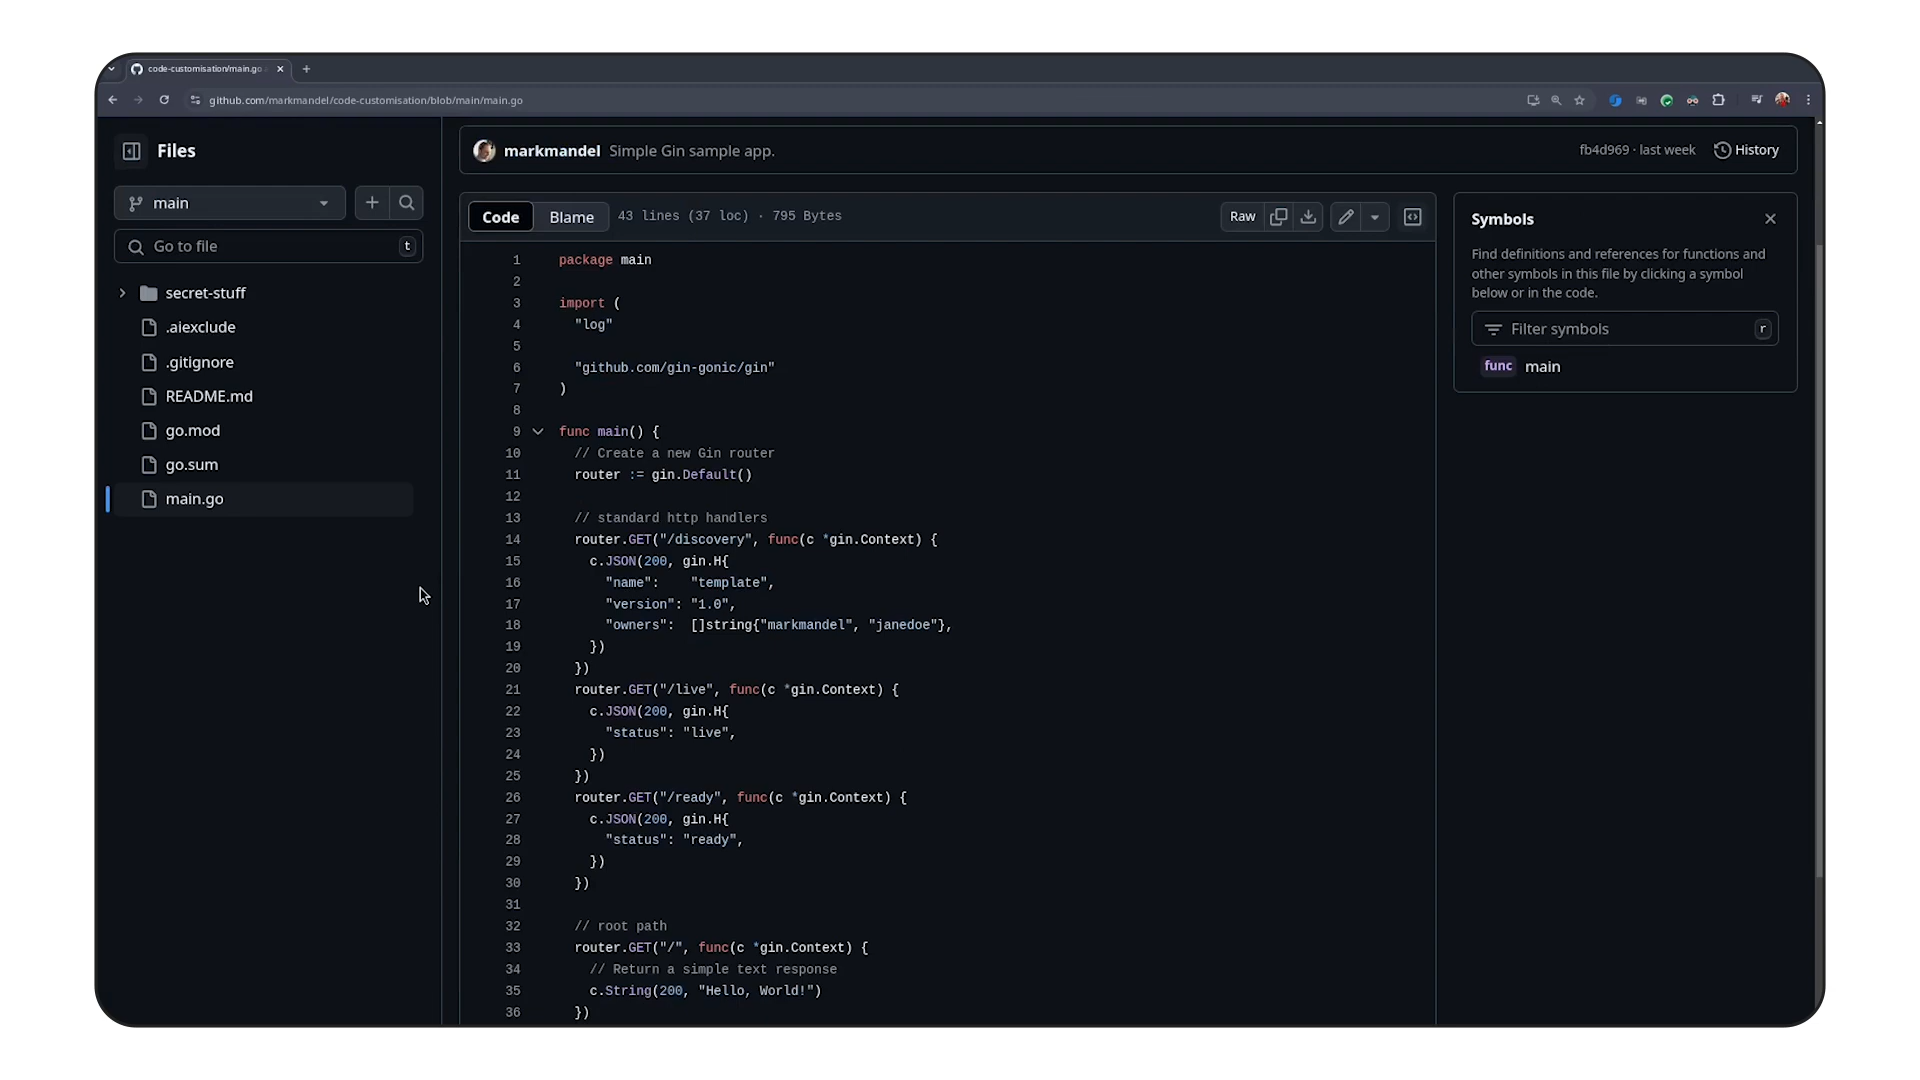 code-customisation/main.go
github.com/markmandel/code-customisation/blob/main/main.go
Files
main
Go to file
t
secret-stuff
.aiexclude
.gitignore
README.md
go.mod
go.sum
main.go
markmandel Simple Gin sample app.
fb4d969 · last week
History
Code
Blame
43 lines (37 loc) · 795 Bytes
Raw
1 package main
2
3 import (
4 "log"
5
6 "github.com/gin-gonic/gin"
7 )
8
9 func main() {
10 // Create a new Gin router
11 router := gin.Default()
12
13 // standard http handlers
14 router.GET("/discovery", func(c *gin.Context) {
15 c.JSON(200, gin.H{
16 "name":    "template",
17 "version": "1.0",
18 "owners":  []string{"markmandel", "janedoe"},
19 })
20 })
21 router.GET("/live", func(c *gin.Context) {
22 c.JSON(200, gin.H{
23 "status": "live",
24 })
25 })
26 router.GET("/ready", func(c *gin.Context) {
27 c.JSON(200, gin.H{
28 "status": "ready",
29 })
30 })
31
32 // root path
33 router.GET("/", func(c *gin.Context) {
34 // Return a simple text response
35 c.String(200, "Hello, World!")
36 })
Symbols
Find definitions and references for functions and
other symbols in this file by clicking a symbol
below or in the code.
Filter symbols
r
func main